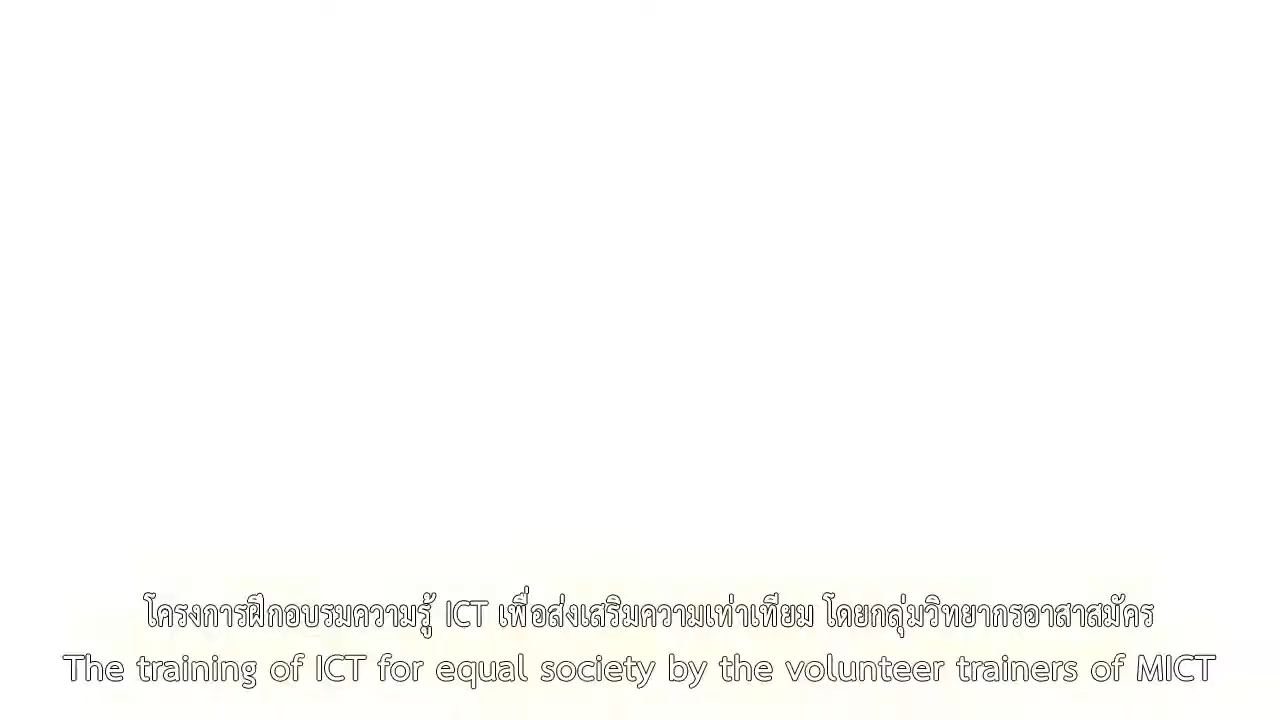 โครงการฝึกอบรมความรู้ ICT เพื่อส่งเสริมความเท่าเทียม โดยกลุ่มวิทยากรอาสาสมัคร
The training of ICT for equal society by the volunteer trainers of MICT